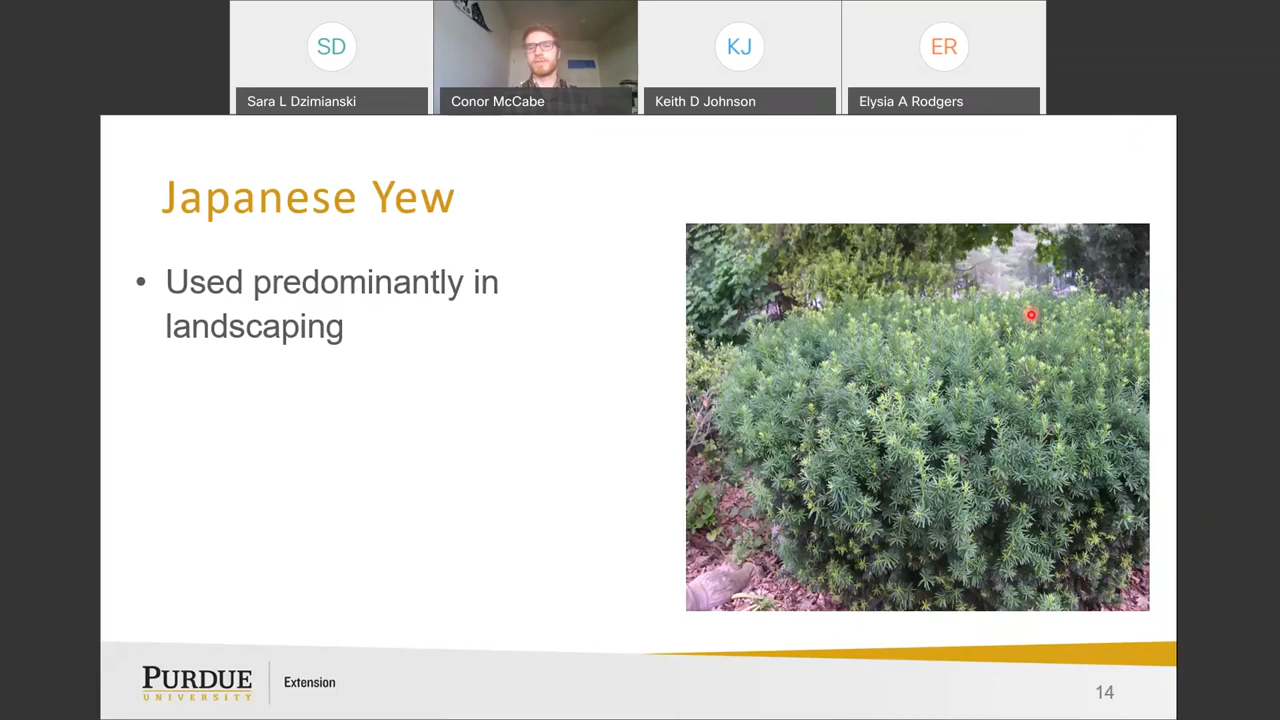 SD
KJ
ER
Sara L Dzimianski
Conor McCabe
Keith D Johnson
Elysia A Rodgers
Japanese Yew
• Used predominantly in
landscaping
PURDUE
UNIVERSITY
Extension
14